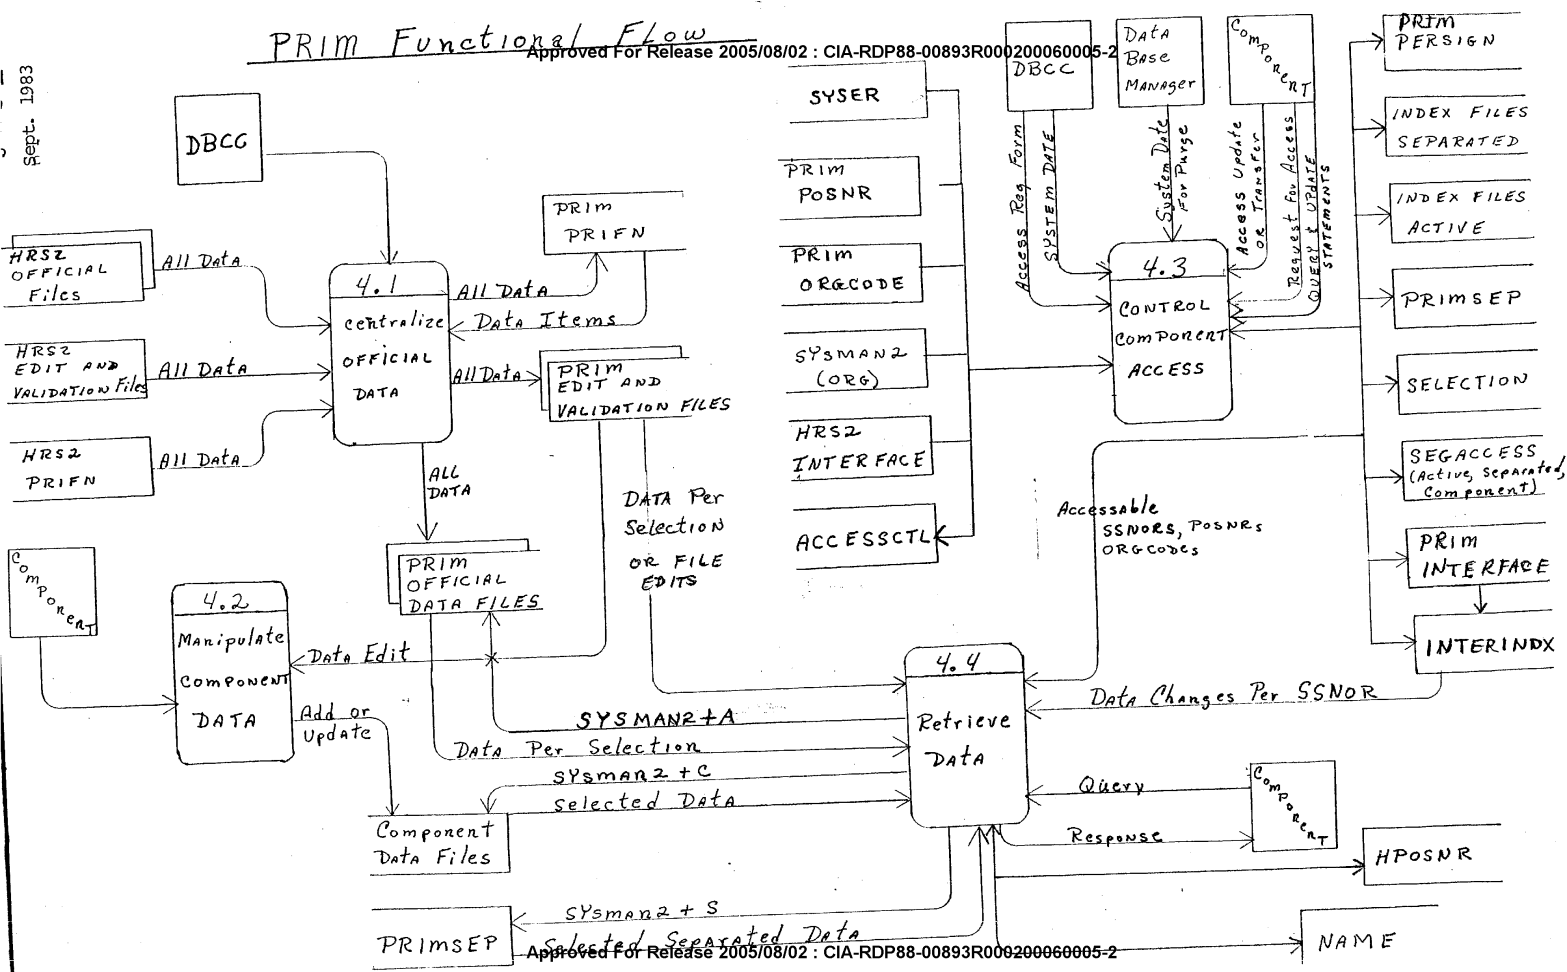 PRIM Functional Flow
Approved For Release 2005/08/02 : CIA-RDP88-00893R000200060005-2
Sept. 1983
DBCG
HRS2
OFFICIAL
Files
All Data
HRS2
EDIT AND
VALIDATION Files
All Data
HRS2
PRIFN
All Data
4.1
centralize
OFFICIAL
DATA
PRIM
PRIFN
All Data
Data Items
All Data
PRIM
EDIT AND
VALIDATION FILES
ALL
DATA
PRIM
OFFICIAL
DATA FILES
DATA Per
Selection
OR FILE
EDITS
Component
4.2
Manipulate
COMPONENT
DATA
Data Edit
Add or
Update
Component
Data Files
SYSMAN2+A
Data Per Selection
SYSMAN2 + C
Selected Data
PRIMSEP
SYSMAN2 + S
Selected Separated Data
4.4
Retrieve
Data
SYSER
PRIM
POSNR
PRIM
ORGCODE
SYSMAN2
(ORG)
HRS2
INTERFACE
ACCESSCTL
DBCC
Data
Base
Manager
Component
Access Req Form
SYSTEM DATE
System Date
For Purge
Access Update
OR Transfer
Request for Access
QUERY & UPDATE
STATEMENTS
4.3
CONTROL
COMPONENT
ACCESS
PRIM
PERSIGN
INDEX FILES
SEPARATED
INDEX FILES
ACTIVE
PRIMSEP
SELECTION
SEGACCESS
(Active, Separated,
Component)
PRIM
INTERFACE
INTERINDX
Accessable
SSNORS, POSNRs
ORGCODES
Data Changes Per SSNOR
Query
Response
Component
HPOSNR
NAME
Approved For Release 2005/08/02 : CIA-RDP88-00893R000200060005-2